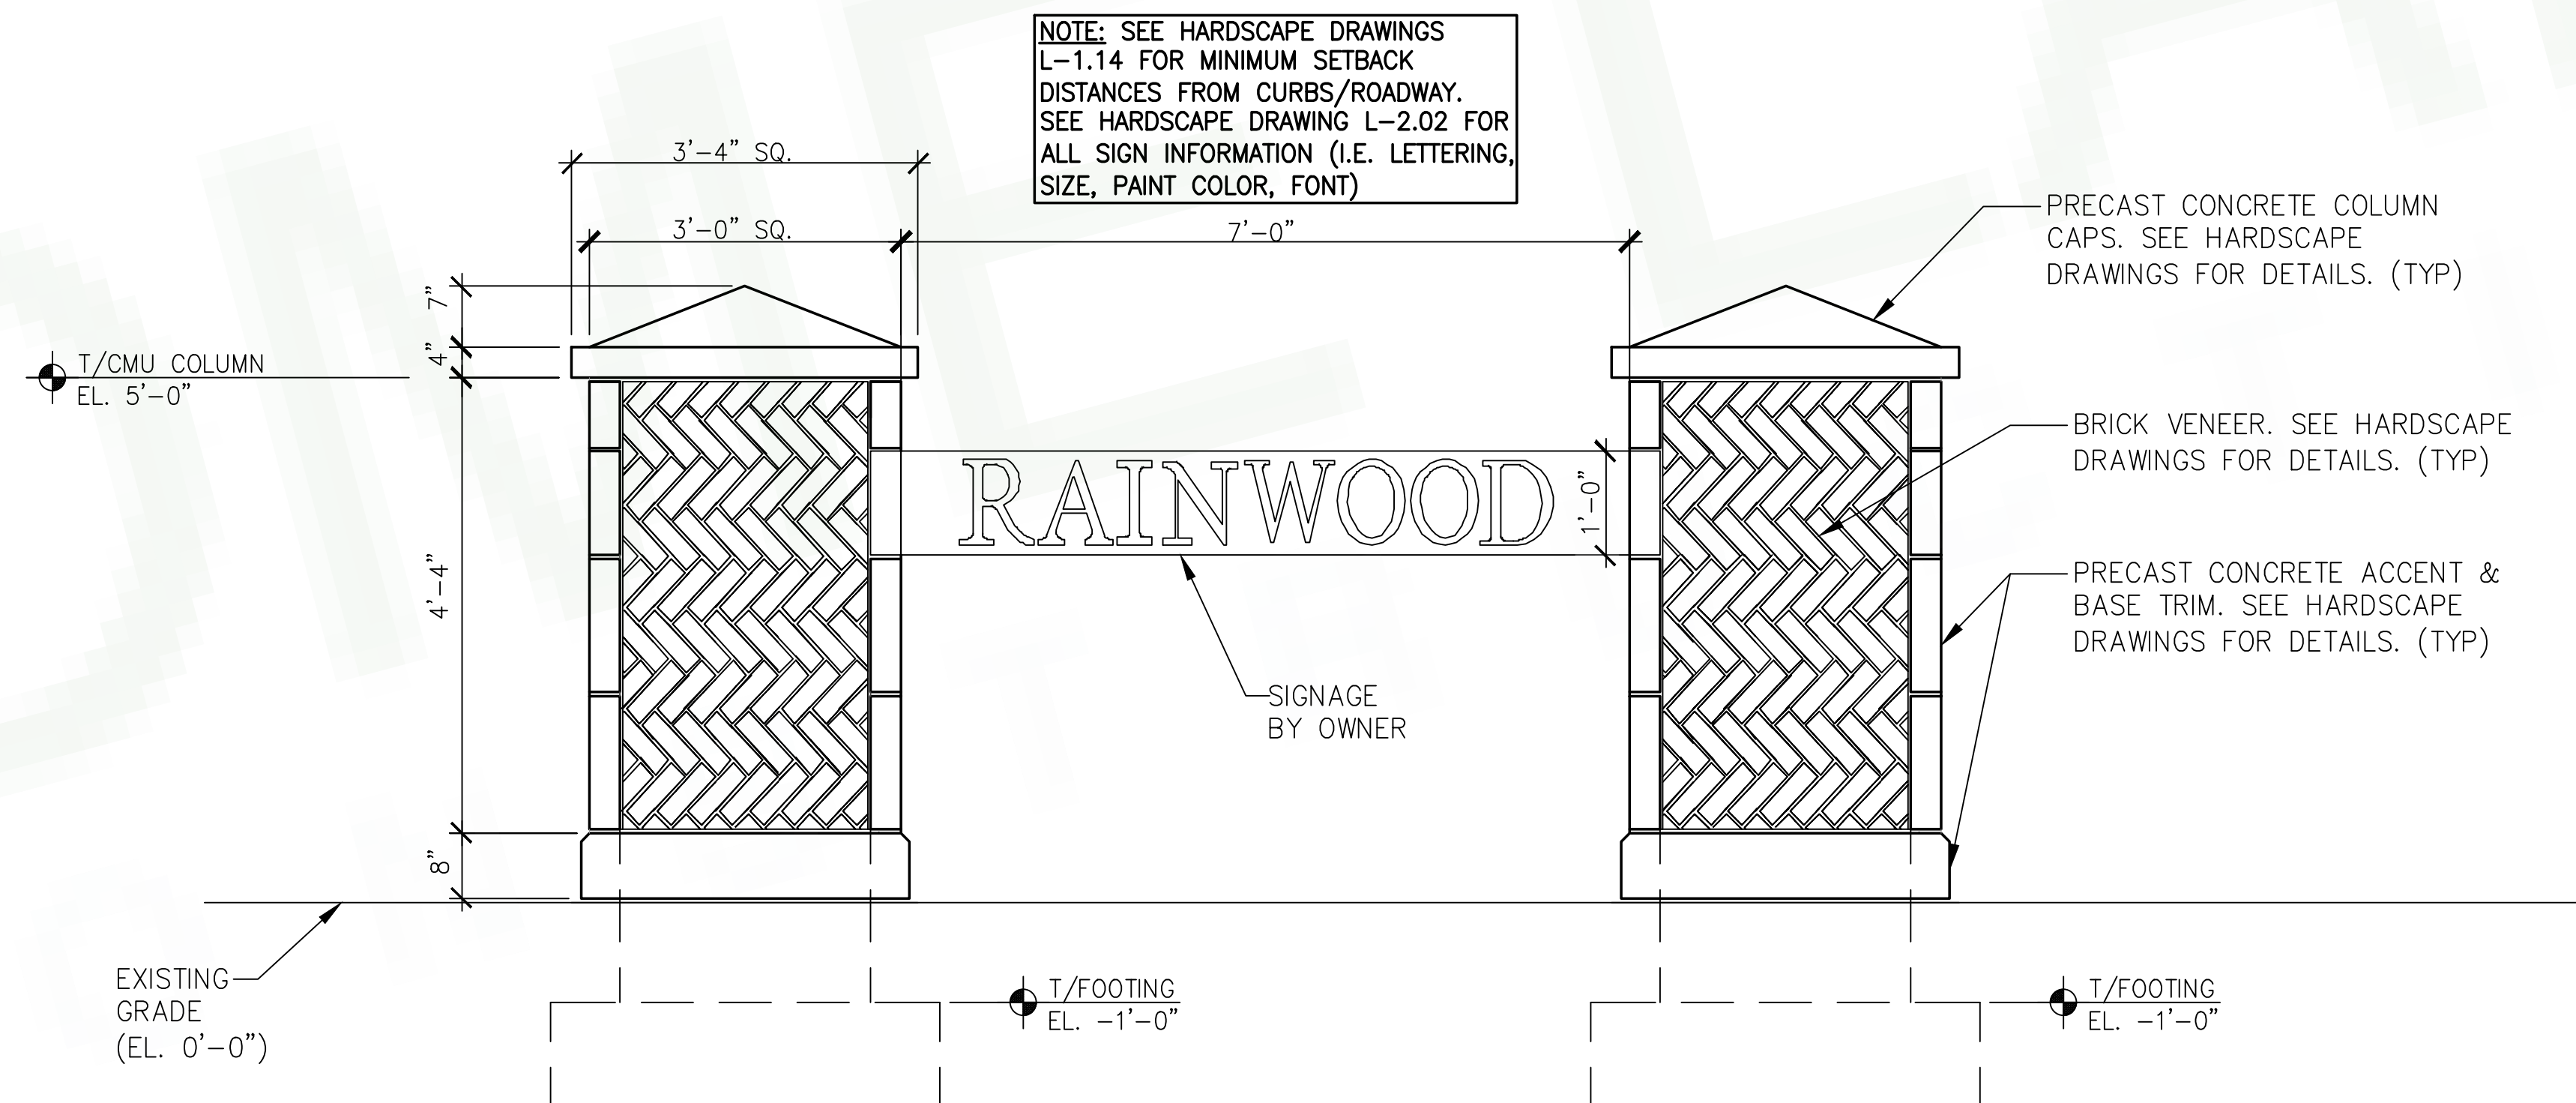 NOTE: SEE HARDSCAPE DRAWINGS
L-1.14 FOR MINIMUM SETBACK
DISTANCES FROM CURBS/ROADWAY.
SEE HARDSCAPE DRAWING L-2.02 FOR
ALL SIGN INFORMATION (I.E. LETTERING,
SIZE, PAINT COLOR, FONT)
3'-4" SQ.
3'-0" SQ.
7'-0"
PRECAST CONCRETE COLUMN
CAPS. SEE HARDSCAPE
DRAWINGS FOR DETAILS. (TYP)
7"
4"
T/CMU COLUMN
EL. 5'-0"
BRICK VENEER. SEE HARDSCAPE
DRAWINGS FOR DETAILS. (TYP)
RAINWOOD
1'-0"
4'-4"
PRECAST CONCRETE ACCENT &
BASE TRIM. SEE HARDSCAPE
DRAWINGS FOR DETAILS. (TYP)
SIGNAGE
BY OWNER
8"
EXISTING
GRADE
(EL. 0'-0")
T/FOOTING
EL. -1'-0"
T/FOOTING
EL. -1'-0"